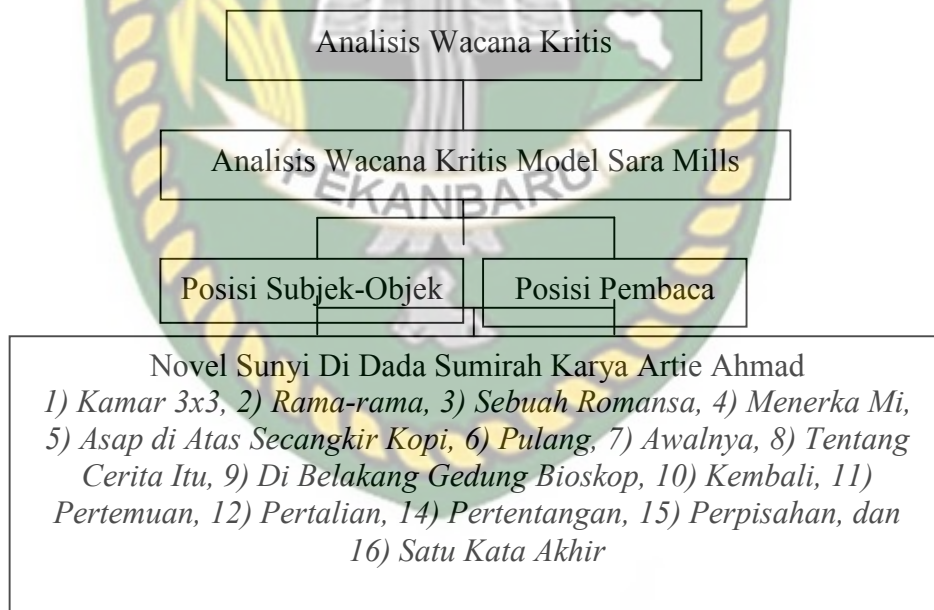 Analisis Wacana Kritis
Analisis Wacana Kritis Model Sara Mills
PEKANBARU
Posisi Subjek-Objek
Posisi Pembaca
Novel Sunyi Di Dada Sumirah Karya Artie Ahmad
1) Kamar 3x3, 2) Rama-rama, 3) Sebuah Romansa, 4) Menerka Mi,
5) Asap di Atas Secangkir Kopi, 6) Pulang, 7) Awalnya, 8) Tentang
Cerita Itu, 9) Di Belakang Gedung Bioskop, 10) Kembali, 11)
Pertemuan, 12) Pertalian, 14) Pertentangan, 15) Perpisahan, dan
16) Satu Kata Akhir